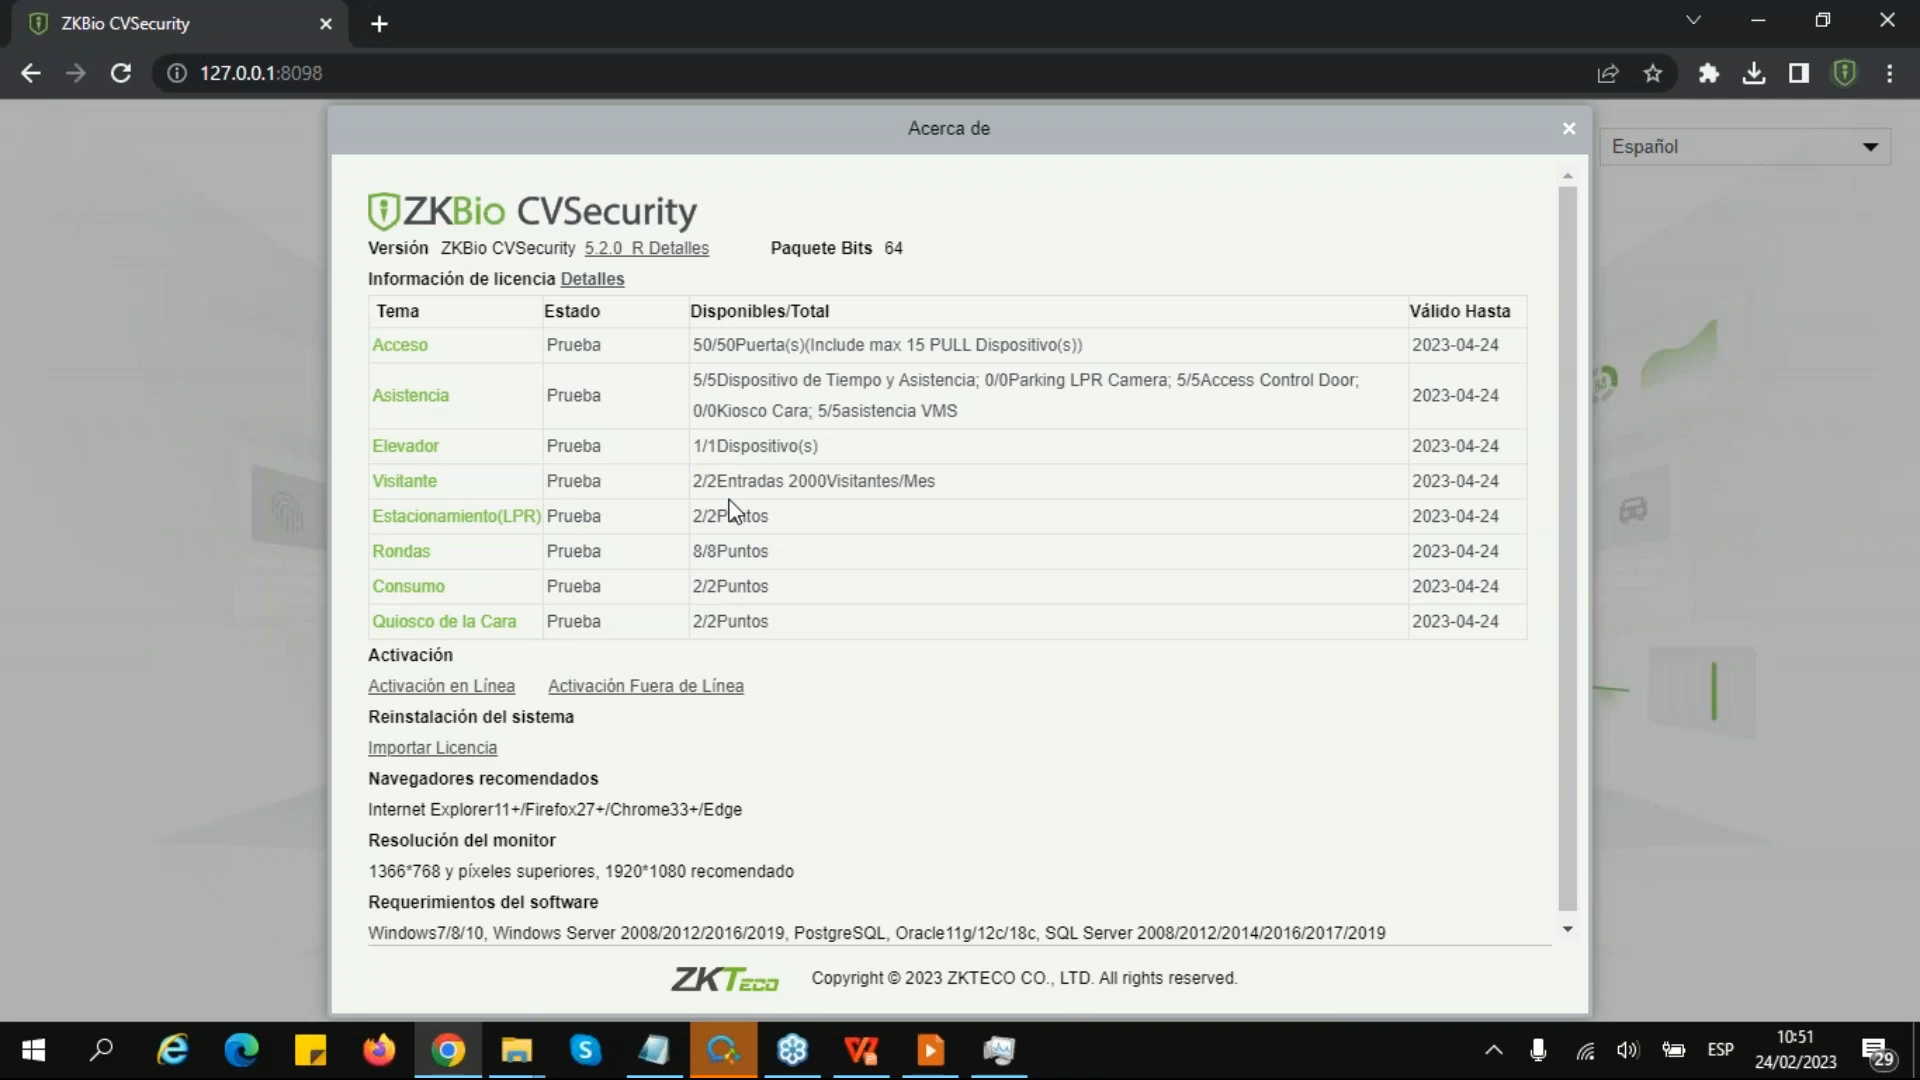 ZKBio CVSecurity
127.0.0.1:8098
Acerca de
Español
ZKBio CVSecurity
Versión ZKBio CVSecurity 5.2.0_R Detalles Paquete Bits 64
Información de licencia Detalles
Tema Estado Disponibles/Total Válido Hasta
Acceso Prueba 50/50Puerta(s)(Include max 15 PULL Dispositivo(s)) 2023-04-24
Asistencia Prueba 5/5Dispositivo de Tiempo y Asistencia; 0/0Parking LPR Camera; 5/5Access Control Door; 2023-04-24
0/0Kiosco Cara; 5/5asistencia VMS
Elevador Prueba 1/1Dispositivo(s) 2023-04-24
Visitante Prueba 2/2Entradas 2000Visitantes/Mes 2023-04-24
Estacionamiento(LPR) Prueba 2/2Puntos 2023-04-24
Rondas Prueba 8/8Puntos 2023-04-24
Consumo Prueba 2/2Puntos 2023-04-24
Quiosco de la Cara Prueba 2/2Puntos 2023-04-24
Activación
Activación en Línea Activación Fuera de Línea
Reinstalación del sistema
Importar Licencia
Navegadores recomendados
Internet Explorer11+/Firefox27+/Chrome33+/Edge
Resolución del monitor
1366*768 y píxeles superiores, 1920*1080 recomendado
Requerimientos del software
Windows7/8/10, Windows Server 2008/2012/2016/2019, PostgreSQL, Oracle11g/12c/18c, SQL Server 2008/2012/2014/2016/2017/2019
ZKTECO Copyright © 2023 ZKTECO CO., LTD. All rights reserved.
ESP
10:51
24/02/2023
29